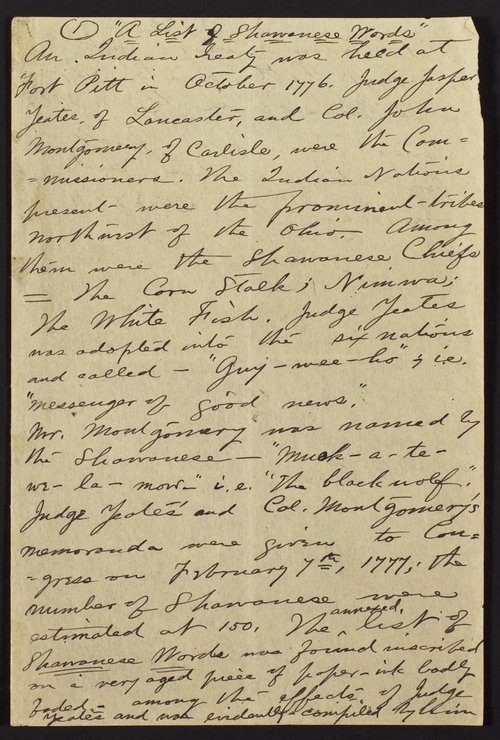 ① "A List of Shawanese Words"
An Indian treaty was held at
Fort Pitt in October 1776. Judge Jasper
Yeates, of Lancaster, and Col. John
Montgomery, of Carlisle, were the Com=
=missioners. The Indian Nations
present were the prominent tribes
northwest of the Ohio. Among
them were the Shawanese Chiefs
= The Corn Stalk; Nimwa;
The White Fish. Judge Yeates
was adopted into the six nations
and called – "Guy-wee-ho"; i.e.
"messenger of good news."
Mr. Montgomery was named by
the Shawanese – "Muck-a-te-
we-la-mow-" i.e. "The black wolf".
Judge Yeates and Col. Montgomery's
memoranda were given to Con=
=gress on February 7th, 1777; the
number of Shawanese were
estimated at 150. The annexed list of
Shawanese Words was found inscribed
on a very aged piece of paper - ink badly
faded - among the effects of Judge
Yeates and was evidently compiled by him